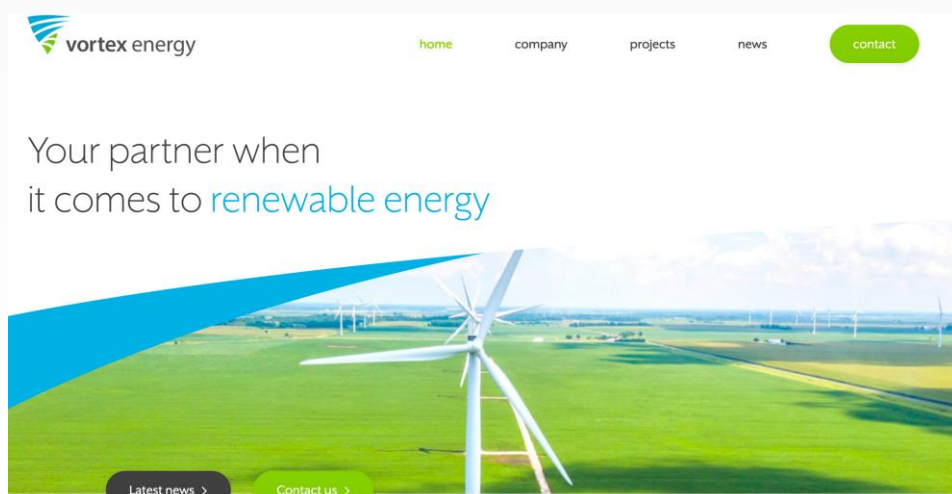 vortex energy
home
company
projects
news
contact
Your partner when
it comes to renewable energy
Latest news >
Contact us >